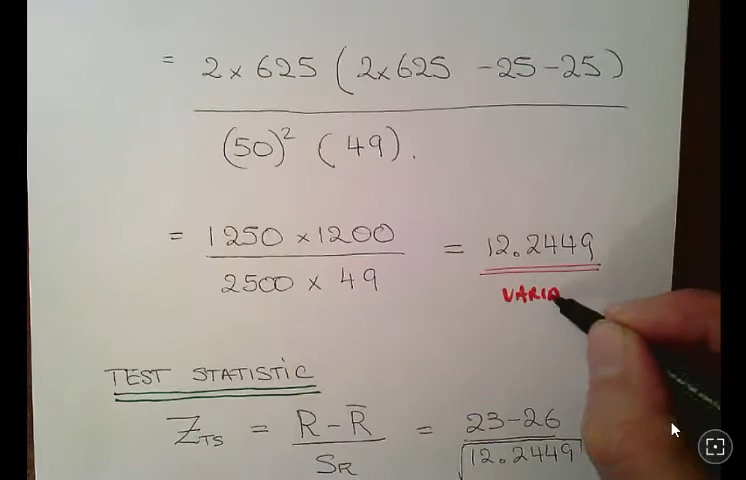 = 2 × 625 (2×625 -25-25)
(50)² (49).
= 1250 ×1200 = 12.2449
2500 × 49
VARIA
TEST STATISTIC
Z_TS = R - R̄ = 23-26
S_R √12.2449